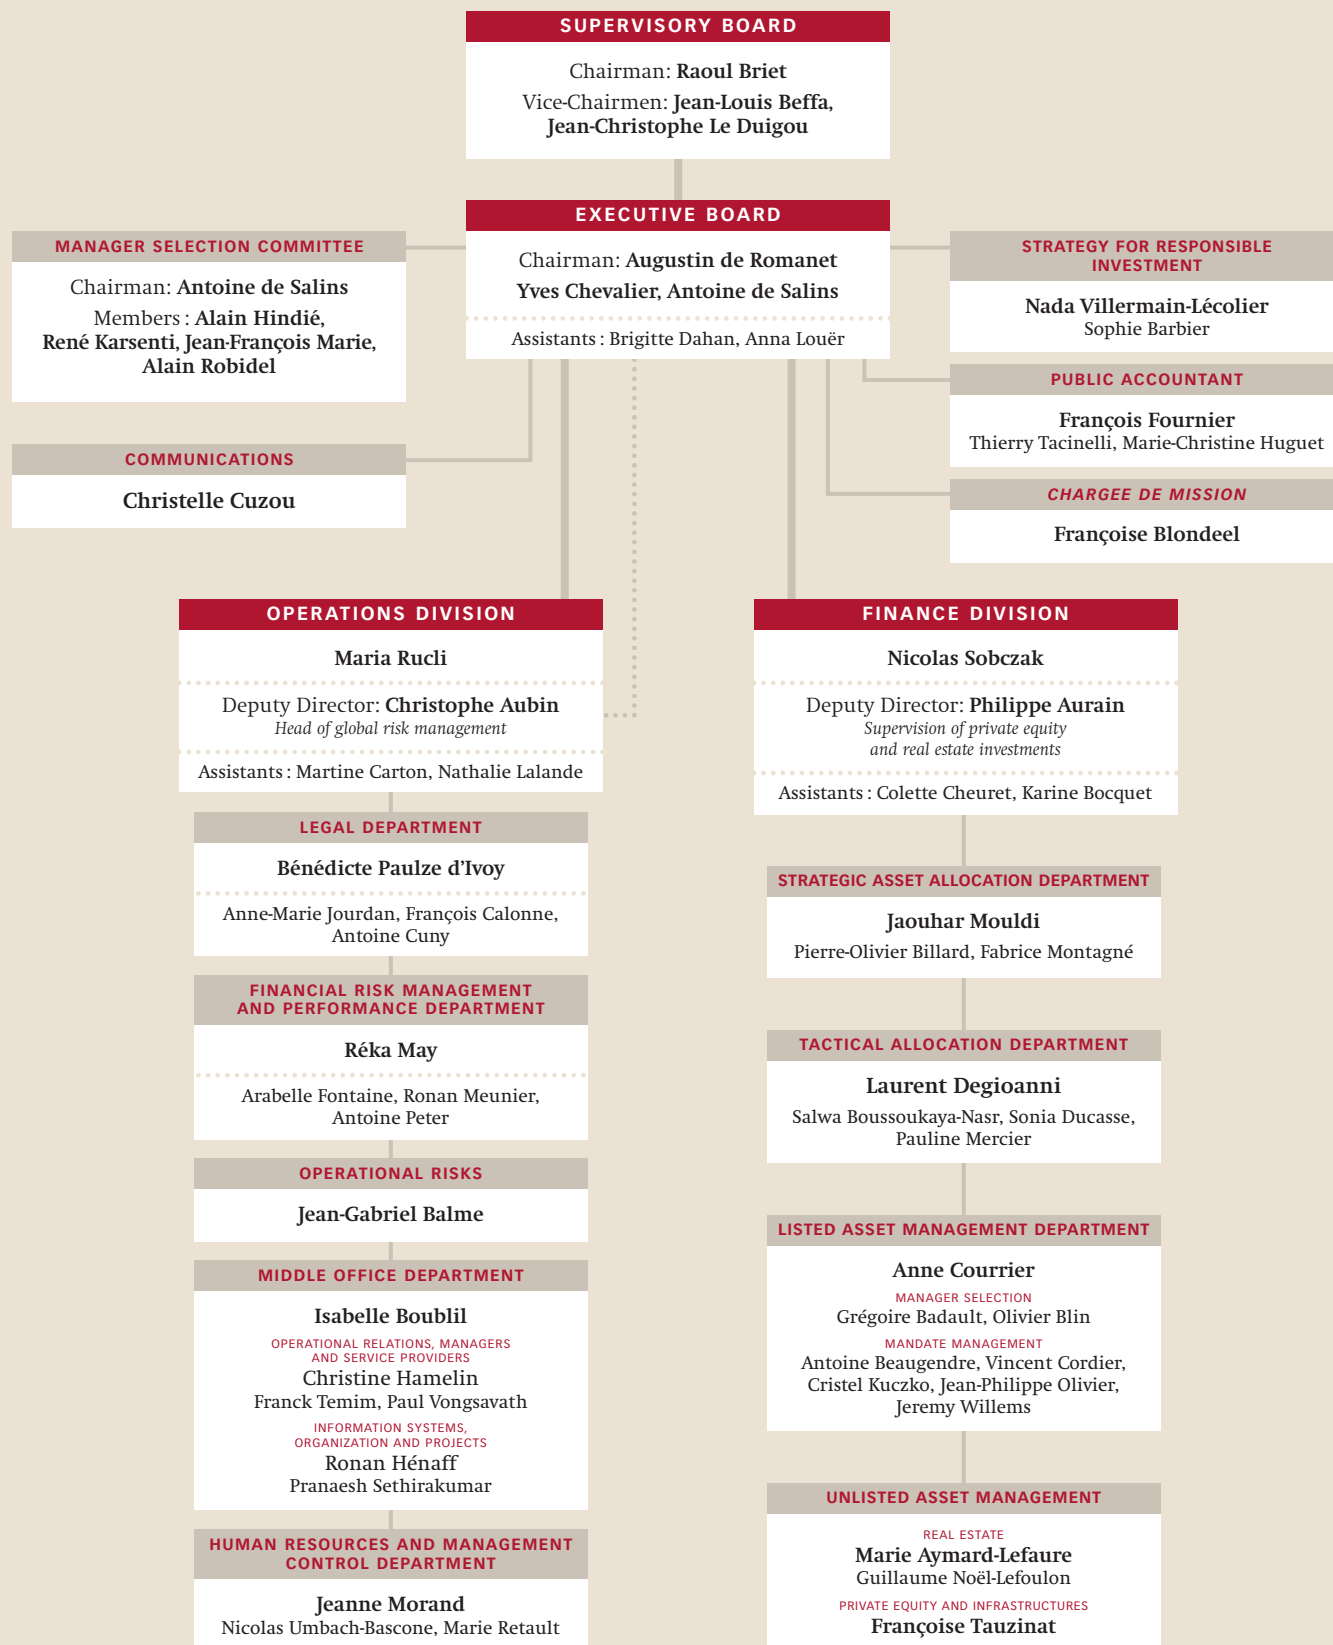 SUPERVISORY BOARD
Chairman: Raoul Briet
Vice-Chairmen: Jean-Louis Beffa,
Jean-Christophe Le Duigou
EXECUTIVE BOARD
Chairman: Augustin de Romanet
Yves Chevalier, Antoine de Salins
Assistants : Brigitte Dahan, Anna Louër
MANAGER SELECTION COMMITTEE
Chairman: Antoine de Salins
Members : Alain Hindié,
René Karsenti, Jean-François Marie,
Alain Robidel
COMMUNICATIONS
Christelle Cuzou
STRATEGY FOR RESPONSIBLE
INVESTMENT
Nada Villermain-Lécolier
Sophie Barbier
PUBLIC ACCOUNTANT
François Fournier
Thierry Tacinelli, Marie-Christine Huguet
CHARGEE DE MISSION
Françoise Blondeel
OPERATIONS DIVISION
Maria Rucli
Deputy Director: Christophe Aubin
Head of global risk management
Assistants : Martine Carton, Nathalie Lalande
LEGAL DEPARTMENT
Bénédicte Paulze d'Ivoy
Anne-Marie Jourdan, François Calonne,
Antoine Cuny
FINANCIAL RISK MANAGEMENT
AND PERFORMANCE DEPARTMENT
Réka May
Arabelle Fontaine, Ronan Meunier,
Antoine Peter
OPERATIONAL RISKS
Jean-Gabriel Balme
MIDDLE OFFICE DEPARTMENT
Isabelle Boublil
OPERATIONAL RELATIONS, MANAGERS
AND SERVICE PROVIDERS
Christine Hamelin
Franck Temim, Paul Vongsavath
INFORMATION SYSTEMS,
ORGANIZATION AND PROJECTS
Ronan Hénaff
Pranaesh Sethirakumar
HUMAN RESOURCES AND MANAGEMENT
CONTROL DEPARTMENT
Jeanne Morand
Nicolas Umbach-Bascone, Marie Retault
FINANCE DIVISION
Nicolas Sobczak
Deputy Director: Philippe Aurain
Supervision of private equity
and real estate investments
Assistants : Colette Cheuret, Karine Bocquet
STRATEGIC ASSET ALLOCATION DEPARTMENT
Jaouhar Mouldi
Pierre-Olivier Billard, Fabrice Montagné
TACTICAL ALLOCATION DEPARTMENT
Laurent Degioanni
Salwa Boussoukaya-Nasr, Sonia Ducasse,
Pauline Mercier
LISTED ASSET MANAGEMENT DEPARTMENT
Anne Courrier
MANAGER SELECTION
Grégoire Badault, Olivier Blin
MANDATE MANAGEMENT
Antoine Beaugendre, Vincent Cordier,
Cristel Kuczko, Jean-Philippe Olivier,
Jeremy Willems
UNLISTED ASSET MANAGEMENT
REAL ESTATE
Marie Aymard-Lefaure
Guillaume Noël-Lefoulon
PRIVATE EQUITY AND INFRASTRUCTURES
Françoise Tauzinat